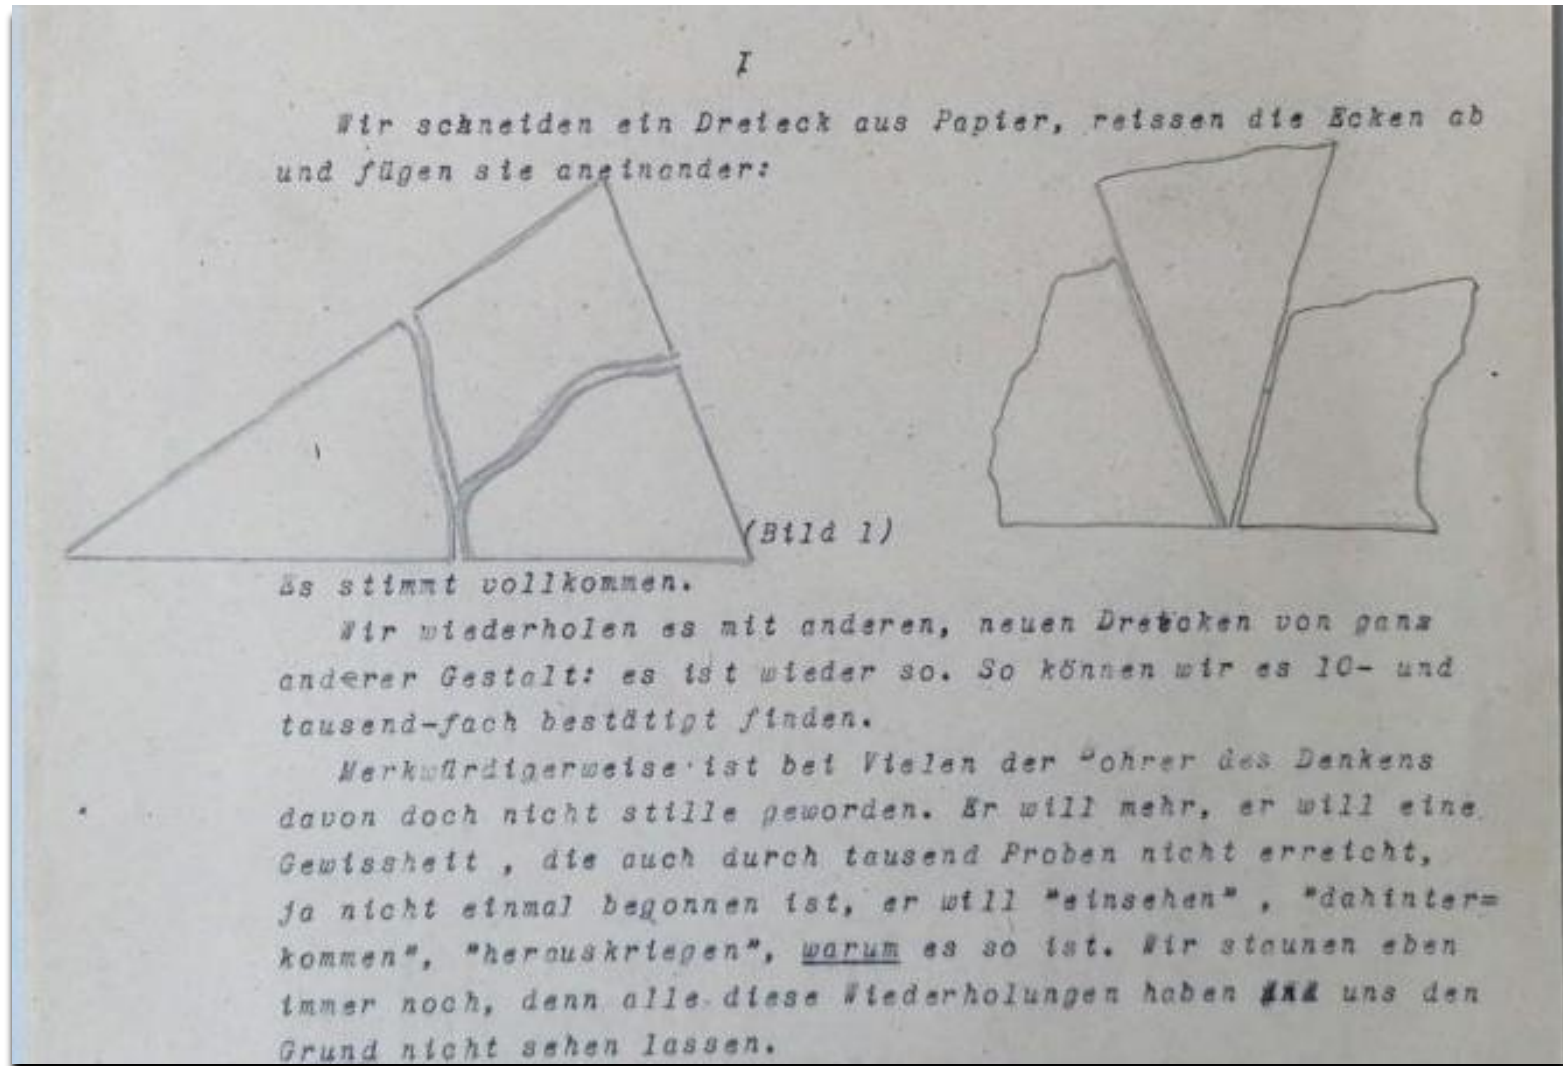 I
Wir schneiden ein Dreieck aus Papier, reissen die Ecken ab
und fügen sie aneinander:
(Bild 1)
Es stimmt vollkommen.
Wir wiederholen es mit anderen, neuen Dreiecken von ganz
anderer Gestalt: es ist wieder so. So können wir es 10- und
tausend-fach bestätigt finden.
Merkwürdigerweise ist bei Vielen der Bohrer des Denkens
davon doch nicht stille geworden. Er will mehr, er will eine
Gewissheit , die auch durch tausend Proben nicht erreicht,
ja nicht einmal begonnen ist, er will "einsehen" , "dahinter=
kommen", "herauskriegen", warum es so ist. Wir staunen eben
immer noch, denn alle diese Wiederholungen haben uns den
Grund nicht sehen lassen.